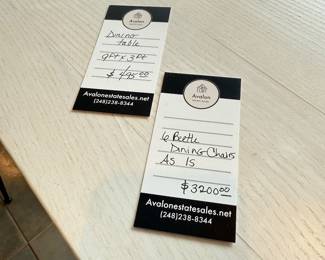 Avalon
Dining
table
9ft x 3ft
$495.00
Avalonestatesales.net
(248)238-8344
Avalon
6 Beetle
Dining Chairs
As Is
$3200.00
Avalonestatesales.net
(248)238-8344